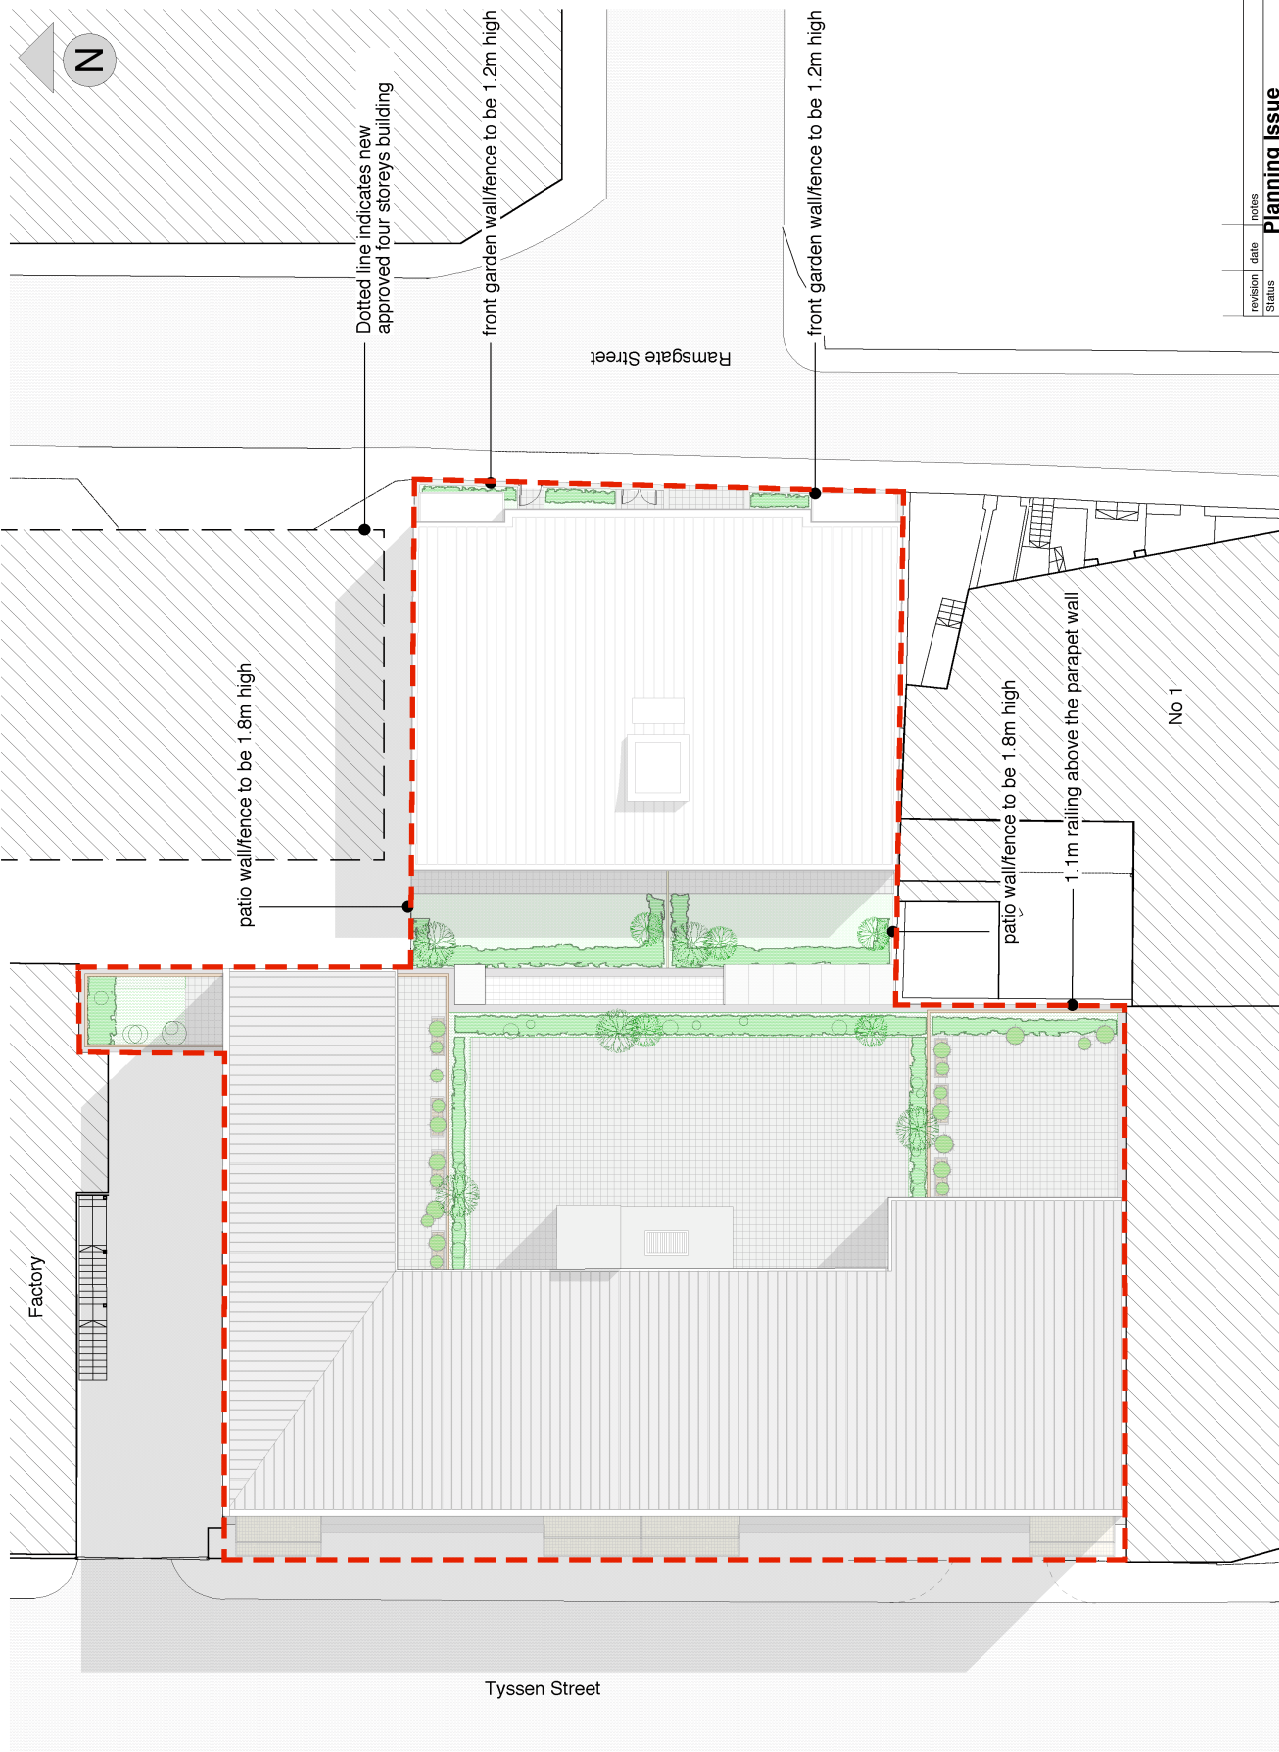 N
Dotted line indicates new
approved four storeys building
front garden wall/fence to be 1.2m high
front garden wall/fence to be 1.2m high
Ramsgate Street
patio wall/fence to be 1.8m high
patio wall/fence to be 1.8m high
1.1m railing above the parapet wall
No 1
Factory
Tyssen Street
revision date notes
Status
Planning Issue